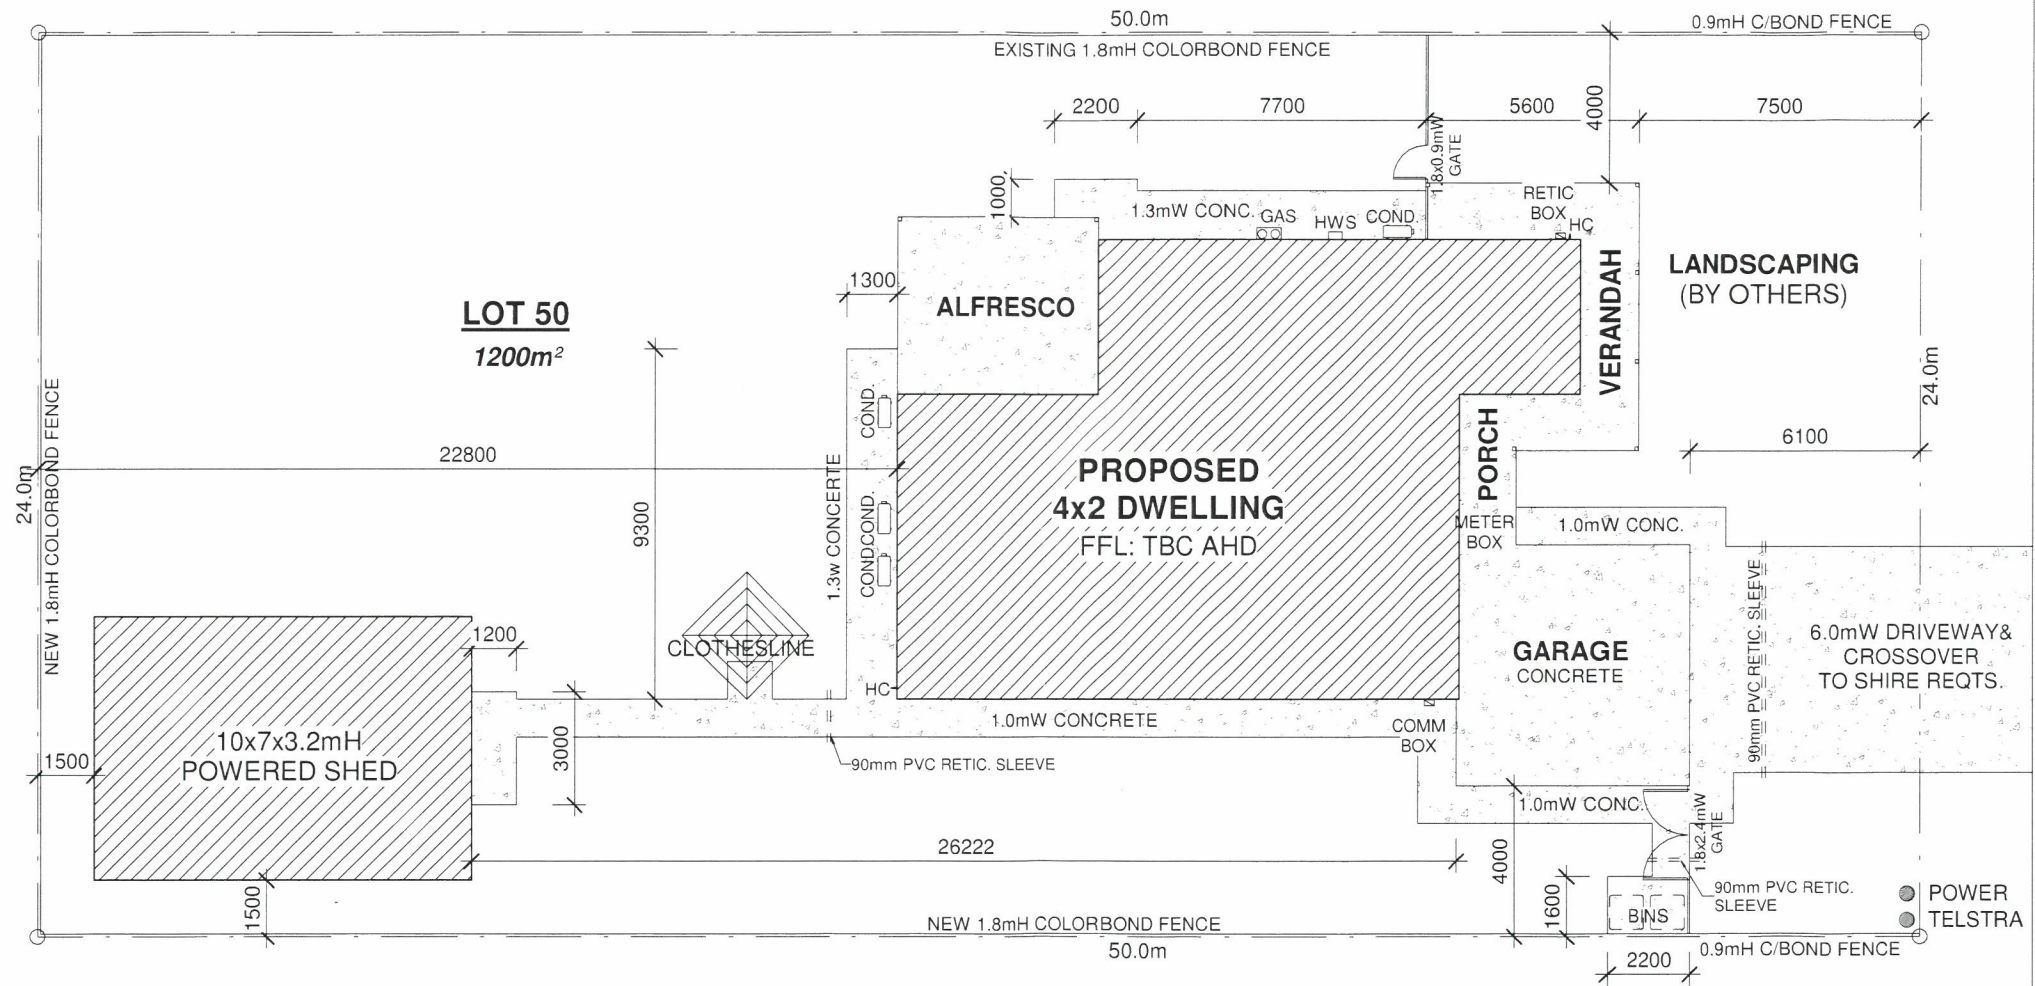 50.0m
0.9mH C/BOND FENCE
EXISTING 1.8mH COLORBOND FENCE
2200
7700
5600
4000
7500
1.8x0.9mW
GATE
1000
1.3mW CONC.
GAS
HWS
COND.
RETIC
BOX
HC
1300
ALFRESCO
VERANDAH
LANDSCAPING
(BY OTHERS)
LOT 50
1200m²
24.0m
NEW 1.8mH COLORBOND FENCE
24.0m
22800
9300
1.3w CONCERTE
COND.
COND.
COND.
PROPOSED
4x2 DWELLING
FFL: TBC AHD
PORCH
6100
METER
BOX
1.0mW CONC.
90mm PVC RETIC. SLEEVE
6.0mW DRIVEWAY&
CROSSOVER
TO SHIRE REQTS.
GARAGE
CONCRETE
1200
CLOTHESLINE
HC
1.0mW CONCRETE
COMM
BOX
10x7x3.2mH
POWERED SHED
1500
3000
90mm PVC RETIC. SLEEVE
1.0mW CONC.
1.8x2.4mW
GATE
26222
4000
1500
1600
BINS
90mm PVC RETIC.
SLEEVE
POWER
TELSTRA
NEW 1.8mH COLORBOND FENCE
50.0m
0.9mH C/BOND FENCE
2200